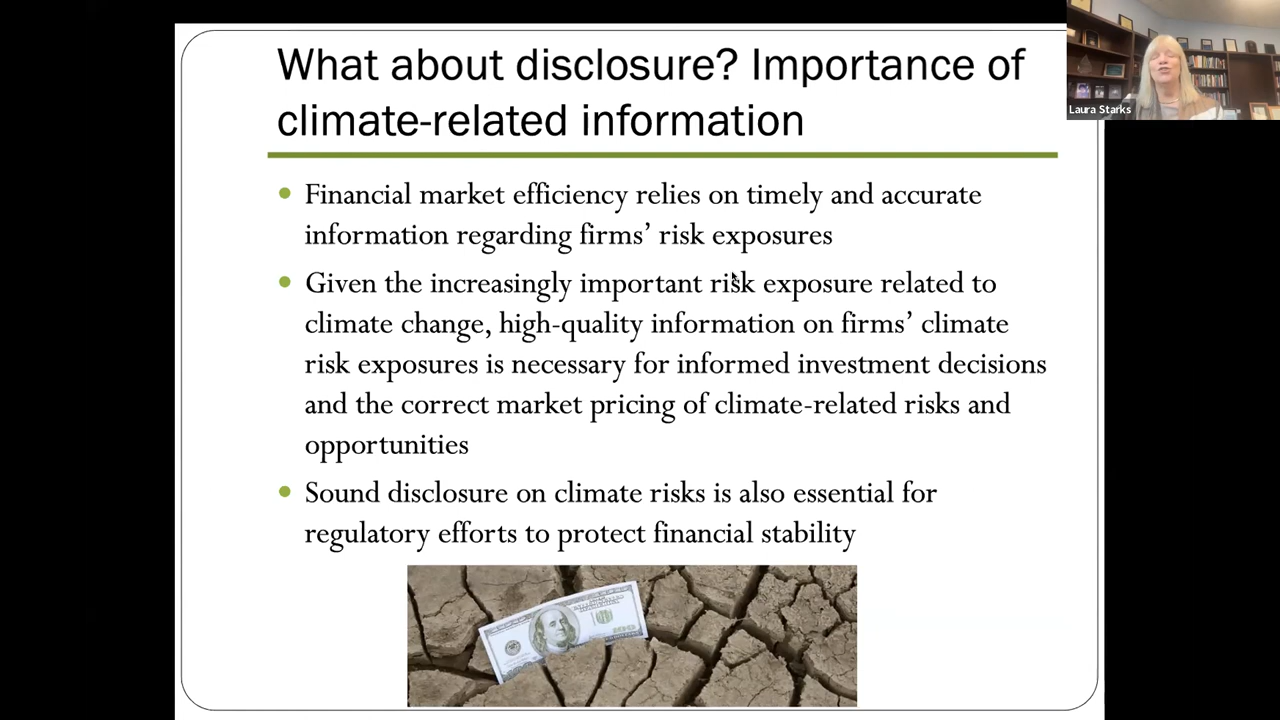 What about disclosure? Importance of
climate-related information
Laura Starks
Financial market efficiency relies on timely and accurate
information regarding firms’ risk exposures
Given the increasingly important risk exposure related to
climate change, high-quality information on firms’ climate
risk exposures is necessary for informed investment decisions
and the correct market pricing of climate-related risks and
opportunities
Sound disclosure on climate risks is also essential for
regulatory efforts to protect financial stability